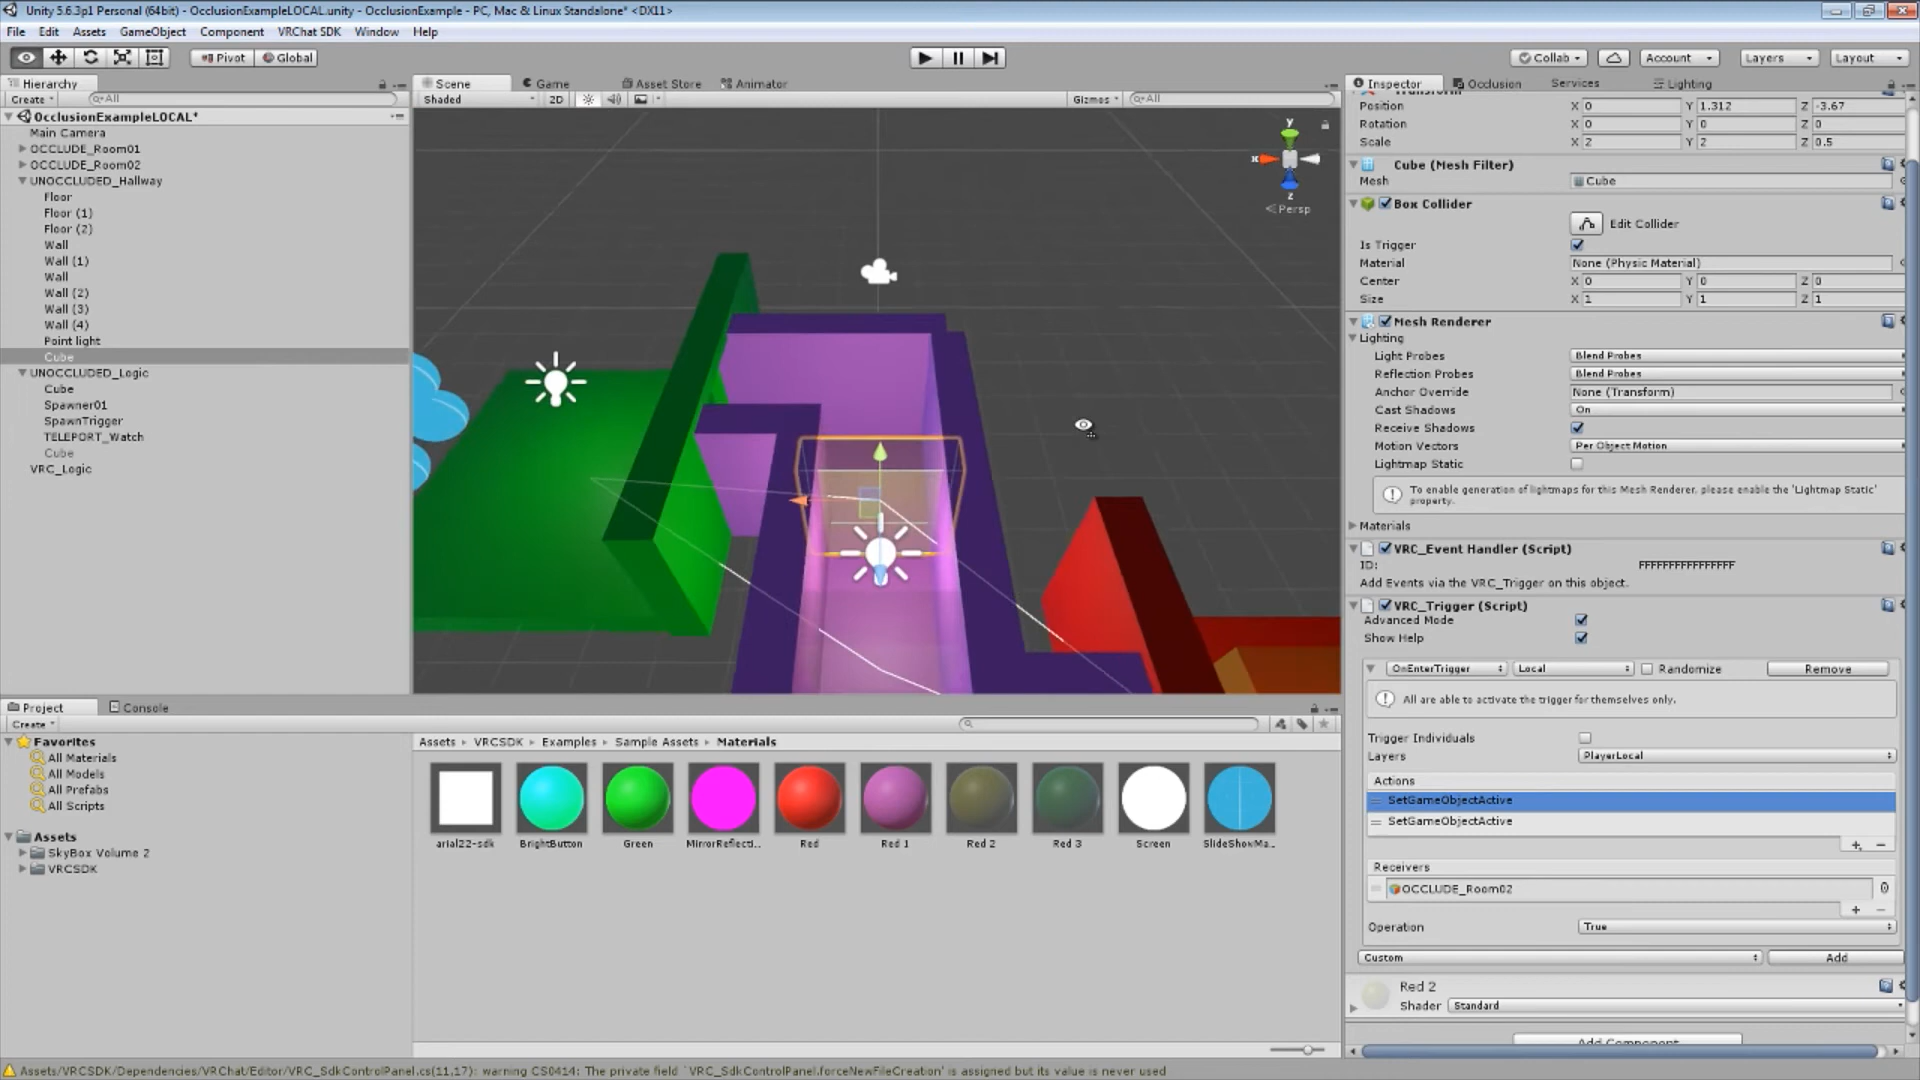 Unity 5.6.3p1 Personal (64bit) - OcclusionExampleLOCAL.unity - OcclusionExample - PC, Mac & Linux Standalone* <DX11>
File Edit Assets GameObject Component VRChat SDK Window Help
Pivot Global Collab Account Layers Layout
Hierarchy
Create All
OcclusionExampleLOCAL*
Main Camera
OCCLUDE_Room01
OCCLUDE_Room02
UNOCCLUDED_Hallway
Floor
Floor (1)
Floor (2)
Wall
Wall (1)
Wall
Wall (2)
Wall (3)
Wall (4)
Point light
Cube
UNOCCLUDED_Logic
Cube
Spawner01
SpawnTrigger
TELEPORT_Watch
Cube
VRC_Logic
Scene Game Asset Store Animator
Shaded 2D Gizmos All
y
x
z
Persp
Inspector Occlusion Services Lighting
Position X 0 Y 1.312 Z -3.67
Rotation X 0 Y 0 Z 0
Scale X 2 Y 2 Z 0.5
Cube (Mesh Filter)
Mesh Cube
Box Collider
Edit Collider
Is Trigger
Material None (Physic Material)
Center X 0 Y 0 Z 0
Size X 1 Y 1 Z 1
Mesh Renderer
Lighting
Light Probes Blend Probes
Reflection Probes Blend Probes
Anchor Override None (Transform)
Cast Shadows On
Receive Shadows
Motion Vectors Per Object Motion
Lightmap Static
To enable generation of lightmaps for this Mesh Renderer, please enable the 'Lightmap Static'
property.
Materials
VRC_Event Handler (Script)
ID: FFFFFFFFFFFFFFFF
Add Events via the VRC_Trigger on this object.
VRC_Trigger (Script)
Advanced Mode
Show Help
OnEnterTrigger Local Randomize Remove
All are able to activate the trigger for themselves only.
Trigger Individuals
Layers PlayerLocal
Actions
SetGameObjectActive
SetGameObjectActive
Receivers
OCCLUDE_Room02
Operation True
Custom Add
Red 2
Shader Standard
Add Component
Project Console
Create
Favorites
All Materials
All Models
All Prefabs
All Scripts
Assets
SkyBox Volume 2
VRCSDK
Assets VRCSDK Examples Sample Assets Materials
arial22-sdk BrightButton Green MirrorReflecti... Red Red 1 Red 2 Red 3 Screen SlideShowMa...
Assets/VRCSDK/Dependencies/VRChat/Editor/VRC_SdkControlPanel.cs(11,17): warning CS0414: The private field `VRC_SdkControlPanel.forceNewFileCreation' is assigned but its value is never used